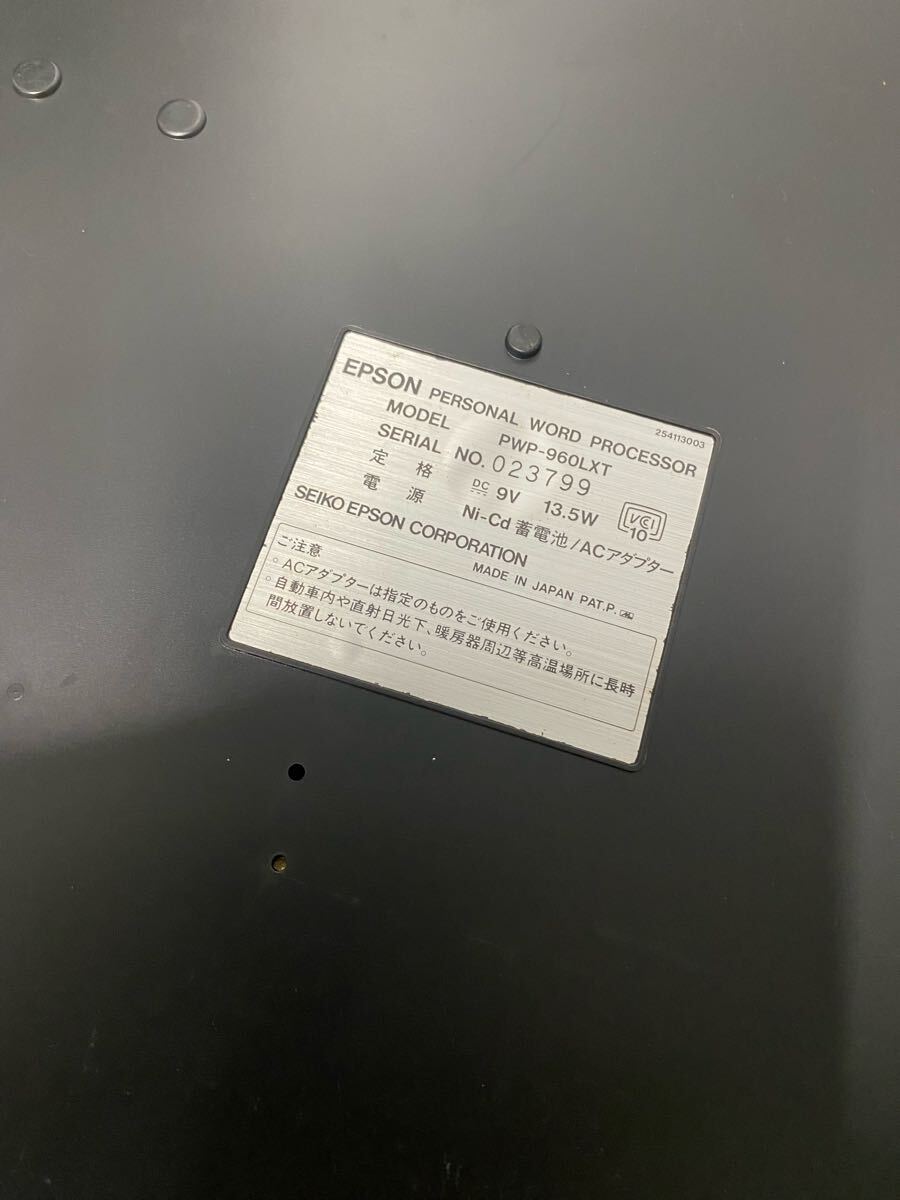 254113003
EPSON PERSONAL WORD PROCESSOR
MODEL PWP-960LXT
SERIAL NO. 023799
定格 DC 9V 13.5W
電源 Ni-Cd 蓄電池/ACアダプター
VCI 10
SEIKO EPSON CORPORATION
MADE IN JAPAN PAT.P.
ご注意
○ACアダプターは指定のものをご使用ください。
○自動車内や直射日光下、暖房器周辺等高温場所に長時
間放置しないでください。